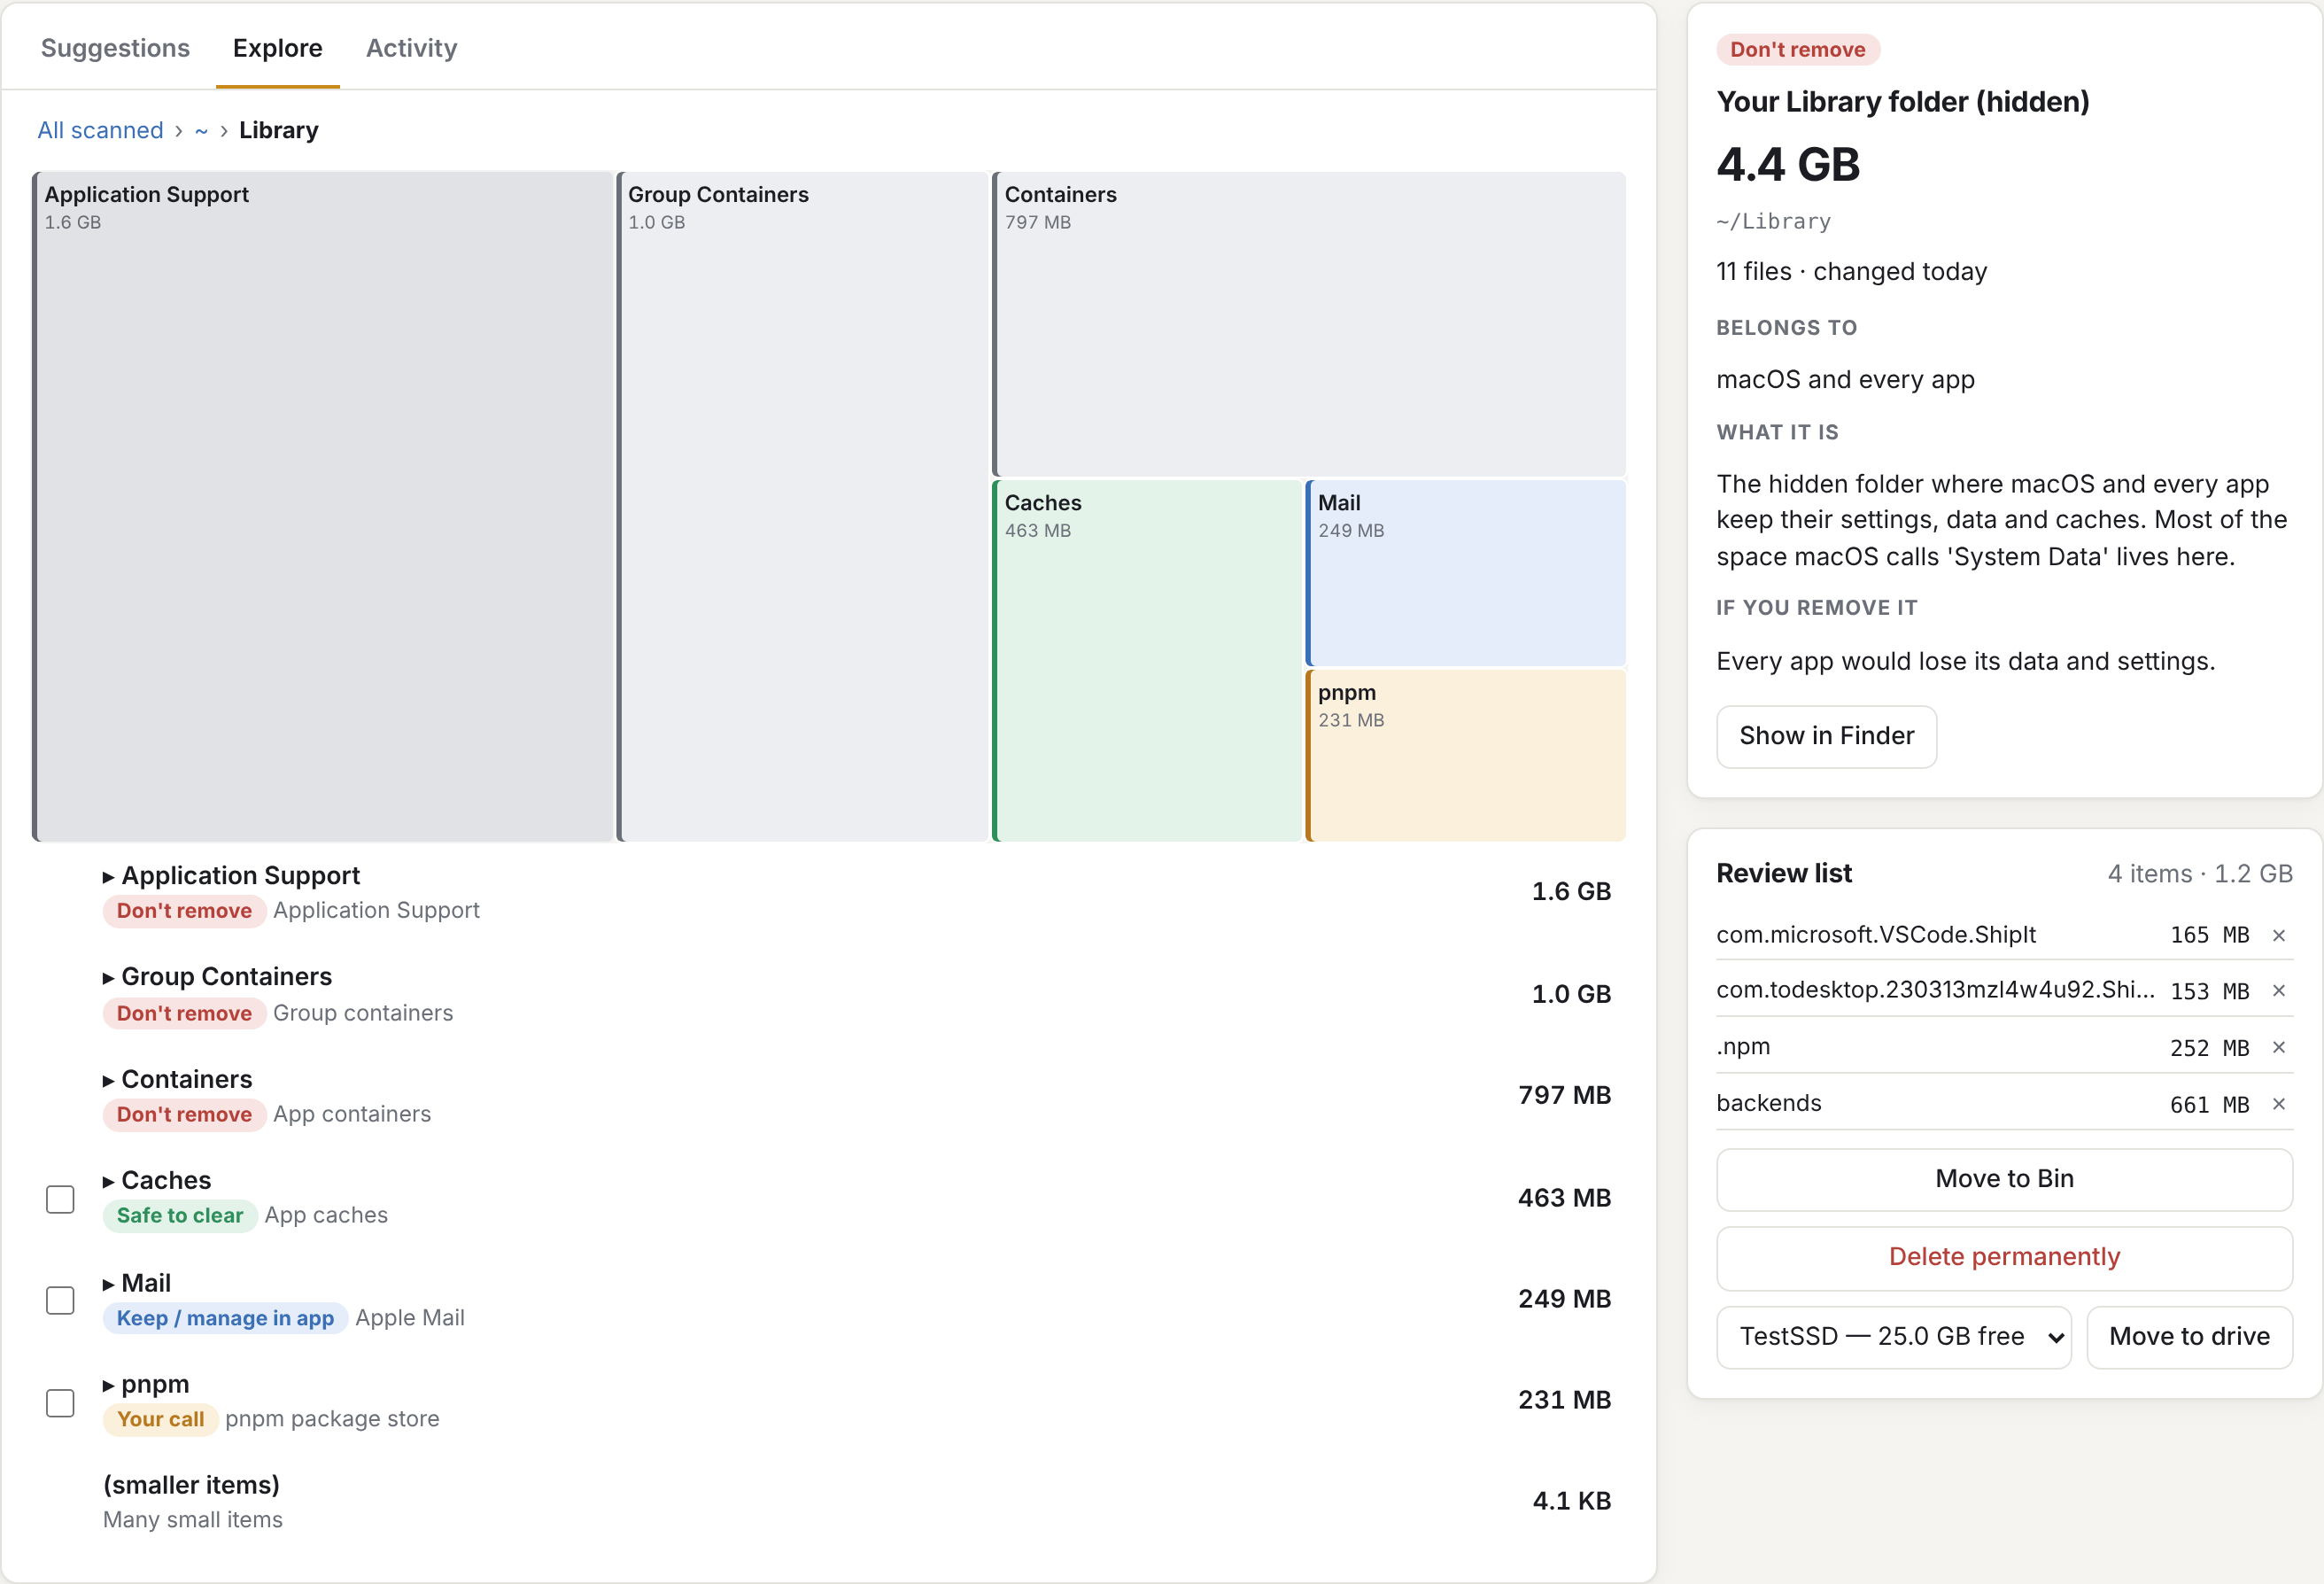 Suggestions Explore Activity
All scanned › ~ › Library
Application Support
1.6 GB
Group Containers
1.0 GB
Containers
797 MB
Caches
463 MB
Mail
249 MB
pnpm
231 MB
▸ Application Support
Don't remove Application Support
1.6 GB
▸ Group Containers
Don't remove Group containers
1.0 GB
▸ Containers
Don't remove App containers
797 MB
▸ Caches
Safe to clear App caches
463 MB
▸ Mail
Keep / manage in app Apple Mail
249 MB
▸ pnpm
Your call pnpm package store
231 MB
(smaller items)
Many small items
4.1 KB
Don't remove
Your Library folder (hidden)
4.4 GB
~/Library
11 files · changed today
BELONGS TO
macOS and every app
WHAT IT IS
The hidden folder where macOS and every app
keep their settings, data and caches. Most of the
space macOS calls 'System Data' lives here.
IF YOU REMOVE IT
Every app would lose its data and settings.
Show in Finder
Review list 4 items · 1.2 GB
com.microsoft.VSCode.ShipIt 165 MB ×
com.todesktop.230313mzl4w4u92.Shi... 153 MB ×
.npm 252 MB ×
backends 661 MB ×
Move to Bin
Delete permanently
TestSSD — 25.0 GB free Move to drive